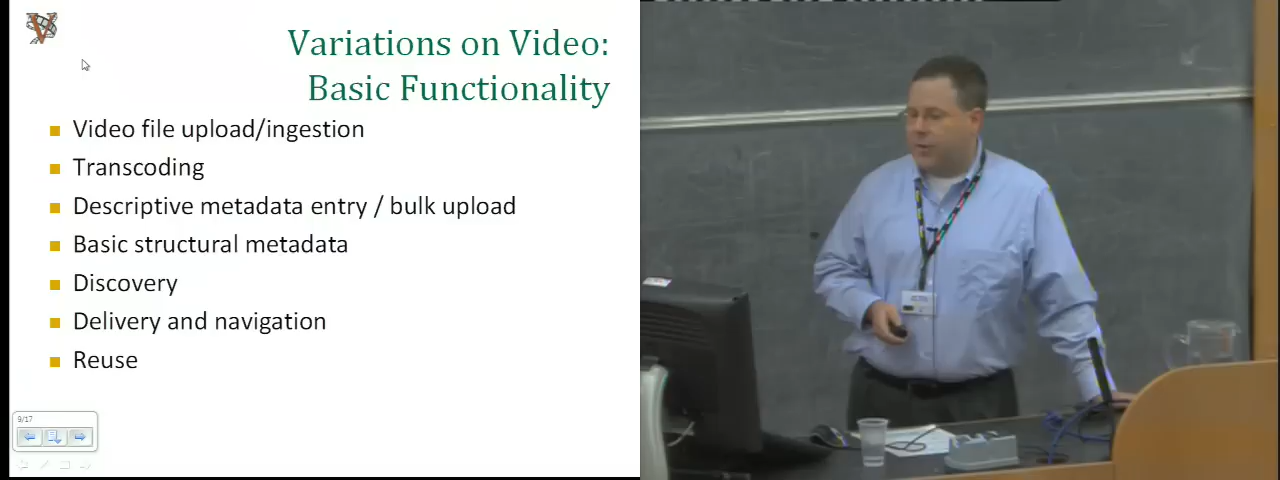 Variations on Video:
Basic Functionality
Video file upload/ingestion
Transcoding
Descriptive metadata entry / bulk upload
Basic structural metadata
Discovery
Delivery and navigation
Reuse
9/17